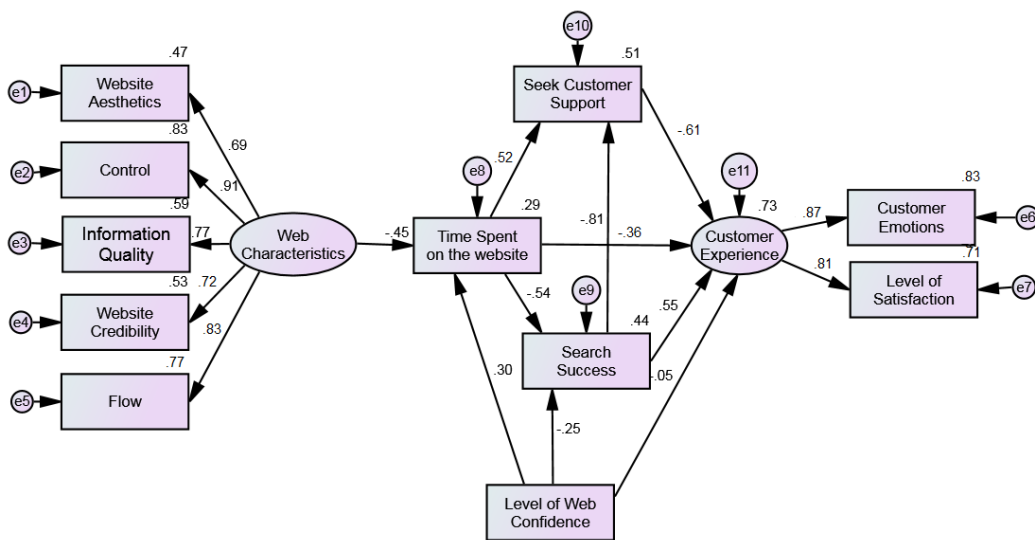 e10
.51
Seek Customer
Support
.47
e1
Website
Aesthetics
.69
.83
e2
Control
.91
.59
e3
Information
Quality
.77
.53
e4
Website
Credibility
.72
.77
e5
Flow
.83
Web
Characteristics
-.45
e8
.29
Time Spent
on the website
.52
-.61
-.81
-.36
-.54
e9
.44
Search
Success
.55
.30
-.25
-.05
Level of Web
Confidence
e11
.73
Customer
Experience
.87
.83
Customer
Emotions
e6
.81
.71
Level of
Satisfaction
e7